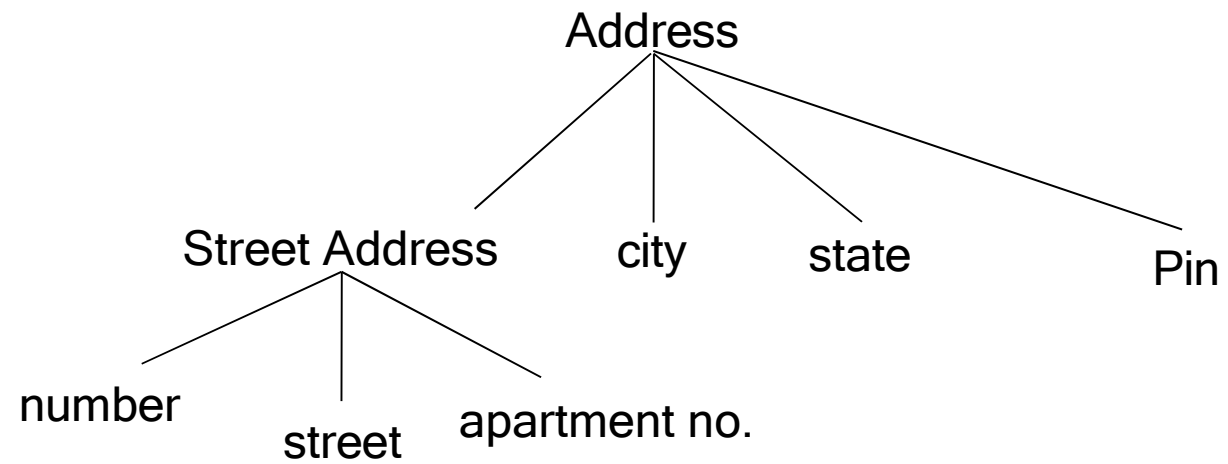 Address
Street Address
city
state
Pin
number
street
apartment no.